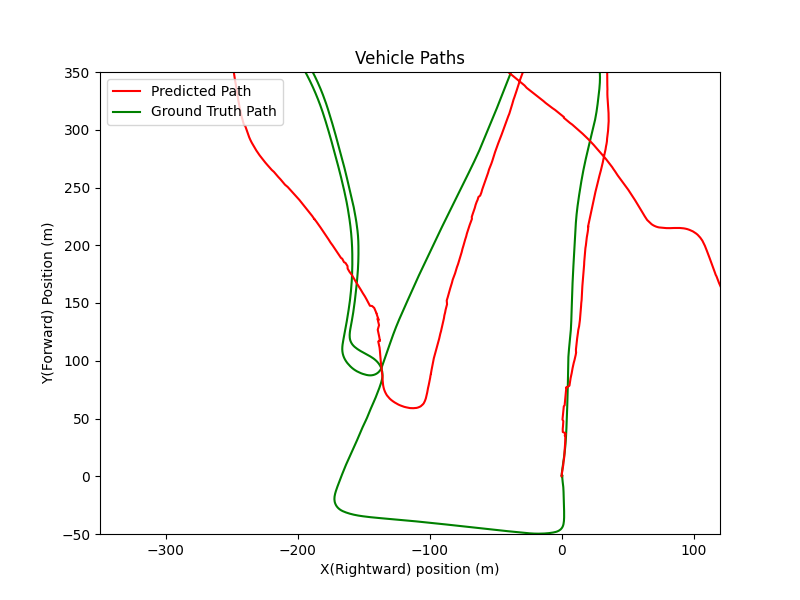 Vehicle Paths
Predicted Path
Ground Truth Path
Y(Forward) Position (m)
350
300
250
200
150
100
50
0
−50
−300
−200
−100
0
100
X(Rightward) position (m)